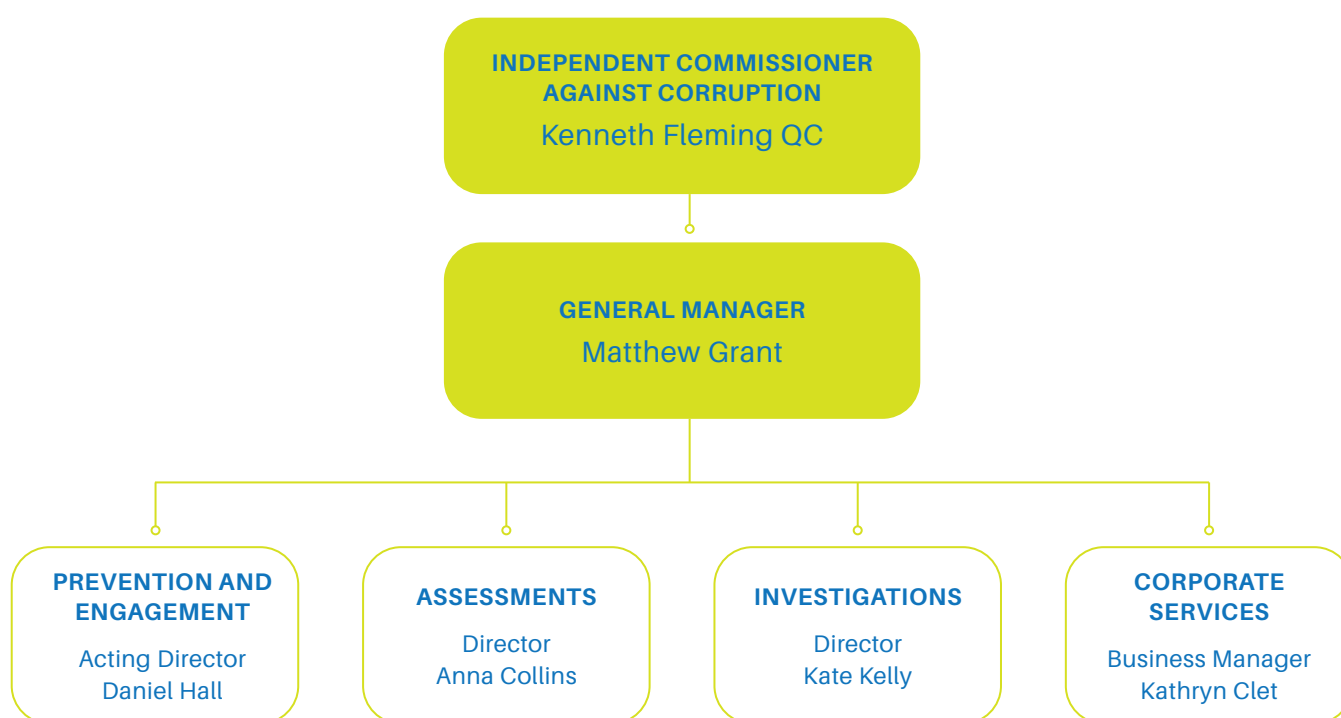 INDEPENDENT COMMISSIONER
AGAINST CORRUPTION
Kenneth Fleming QC
GENERAL MANAGER
Matthew Grant
PREVENTION AND
ENGAGEMENT
Acting Director
Daniel Hall
ASSESSMENTS
Director
Anna Collins
INVESTIGATIONS
Director
Kate Kelly
CORPORATE
SERVICES
Business Manager
Kathryn Clet